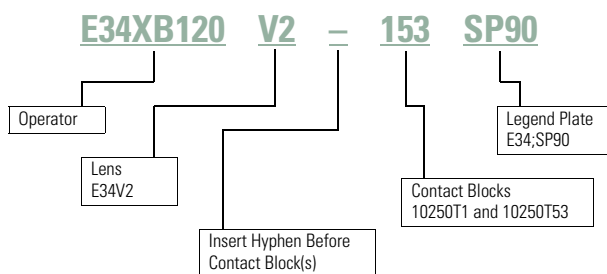 E34XB120 V2 – 153 SP90
Operator
Lens
E34V2
Insert Hyphen Before
Contact Block(s)
Contact Blocks
10250T1 and 10250T53
Legend Plate
E34;SP90